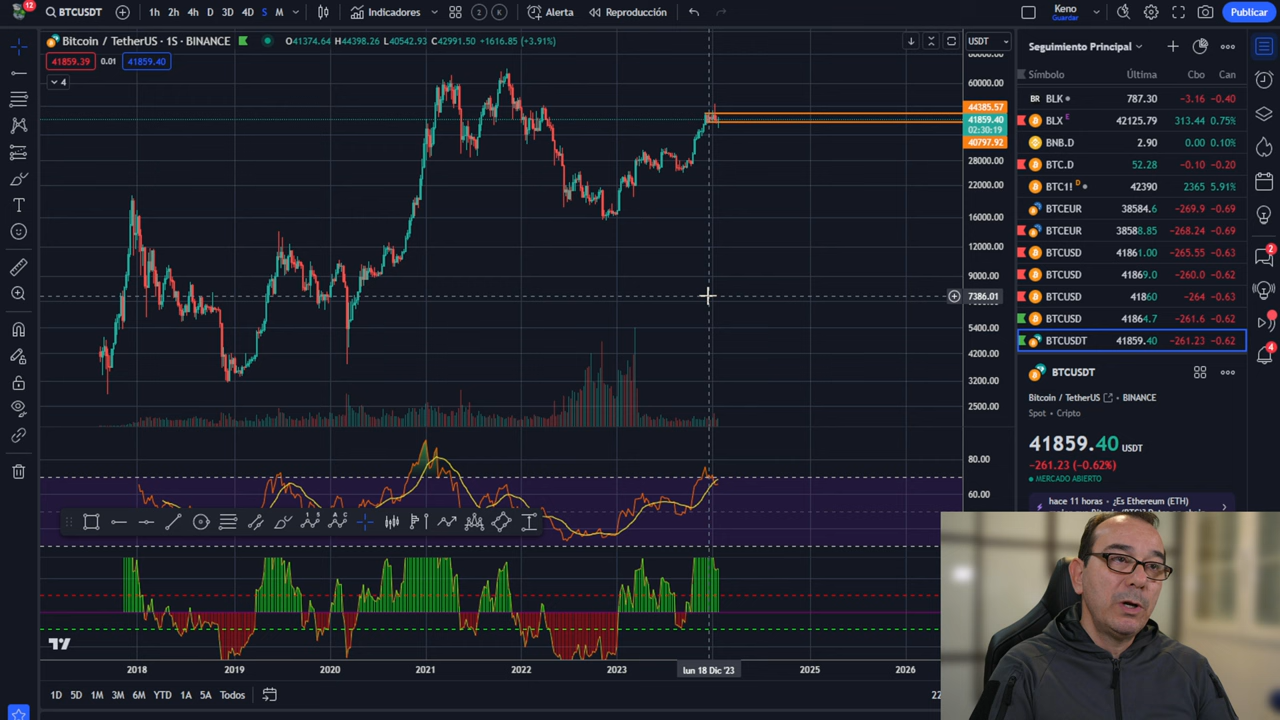 12
BTCUSDT
1h 2h 4h D 3D 4D S M
Indicadores
2
K
Alerta
Reproducción
Keno
Guardar
Publicar
Bitcoin / TetherUS · 1S · BINANCE
O41374.64 H44398.26 L40542.93 C42991.50 +1616.85 (+3.91%)
41859.39
0.01
41859.40
4
USDT
60000.00
44385.57
41859.40
02:30:19
40797.92
28000.00
22000.00
16000.00
12000.00
9000.00
7386.01
5400.00
4200.00
3200.00
2500.00
80.00
60.00
1 5
A C
2018
2019
2020
2021
2022
2023
lun 18 Dic '23
2025
2026
1D 5D 1M 3M 6M YTD 1A 5A Todos
22
Seguimiento Principal
Símbolo Última Cbo Can
BR BLK 787.30 −3.16 −0.40
BLX E 42125.79 313.44 0.75%
BNB.D 2.90 0.00 0.10%
BTC.D 52.28 −0.10 −0.20
BTC1! D 42390 2365 5.91%
BTCEUR 38584.6 −269.9 −0.69
BTCEUR 38588.85 −268.24 −0.69
BTCUSD 41861.00 −265.55 −0.63
BTCUSD 41869.0 −260.0 −0.62
BTCUSD 41860 −264 −0.63
BTCUSD 41864.7 −261.6 −0.62
BTCUSDT 41859.40 −261.23 −0.62
BTCUSDT
Bitcoin / TetherUS · BINANCE
Spot · Cripto
41859.40 USDT
−261.23 (−0.62%)
MERCADO ABIERTO
hace 11 horas · ¿Es Ethereum (ETH)
2
4